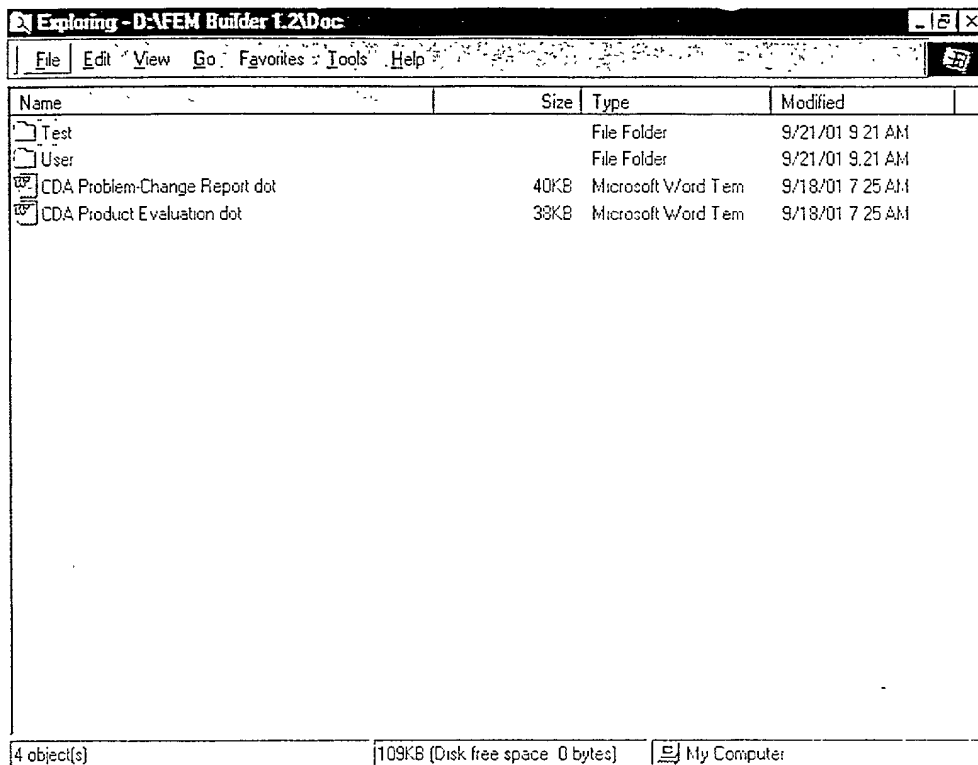 Exploring - D:\FEM Builder 1.2\Doc
File Edit View Go Favorites Tools Help
Name Size Type Modified
Test File Folder 9/21/01 9 21 AM
User File Folder 9/21/01 9.21 AM
CDA Problem-Change Report dot 40KB Microsoft Word Tem 9/18/01 7 25 AM
CDA Product Evaluation dot 38KB Microsoft Word Tem 9/18/01 7 25 AM
4 object(s) 109KB (Disk free space 0 bytes) My Computer